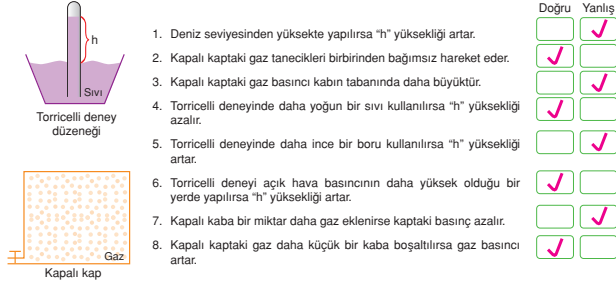 Doğru Yanlış
h
Sıvı
Torricelli deney
düzeneği
1. Deniz seviyesinden yüksekte yapılırsa “h” yüksekliği artar.
2. Kapalı kaptaki gaz tanecikleri birbirinden bağımsız hareket eder.
3. Kapalı kaptaki gaz basıncı kabın tabanında daha büyüktür.
4. Torricelli deneyinde daha yoğun bir sıvı kullanılırsa “h” yüksekliği
azalır.
5. Torricelli deneyinde daha ince bir boru kullanılırsa “h” yüksekliği
artar.
6. Torricelli deneyi açık hava basıncının daha yüksek olduğu bir
yerde yapılırsa “h” yüksekliği artar.
7. Kapalı kaba bir miktar daha gaz eklenirse kaptaki basınç azalır.
8. Kapalı kaptaki gaz daha küçük bir kaba boşaltılırsa gaz basıncı
artar.
Gaz
Kapalı kap